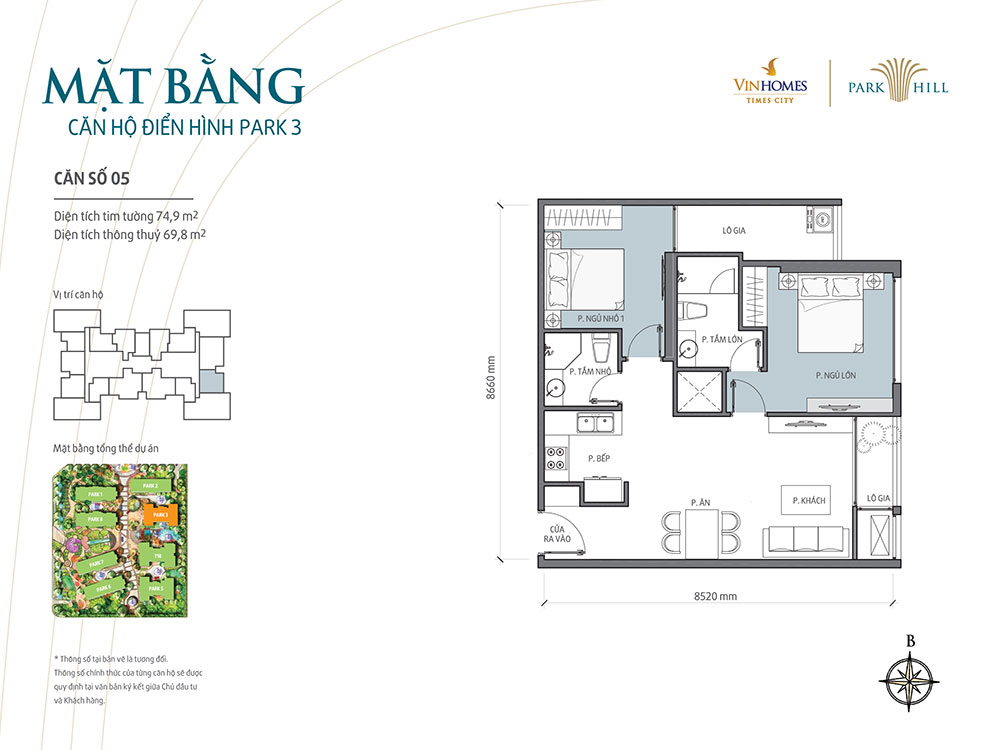 MẶT BẰNG
CĂN HỘ ĐIỂN HÌNH PARK 3
VINHOMES
TIMES CITY
PARK HILL
CĂN SỐ 05
Diện tích tim tường 74,9 m2
Diện tích thông thuỷ 69,8 m2
Vị trí căn hộ
Mặt bằng tổng thể dự án
PARK 1
PARK 2
PARK 3
PARK 8
T18
PARK 7
PARK 6
PARK 5
* Thông số tại bản vẽ là tương đối.
Thông số chính thức của từng căn hộ sẽ được
quy định tại văn bản ký kết giữa Chủ đầu tư
và Khách hàng.
LÔ GIA
P. NGỦ NHỎ 1
P. TẮM LỚN
P. TẮM NHỎ
P. NGỦ LỚN
P. BẾP
P. ĂN
P. KHÁCH
LÔ GIA
CỬA
RA VÀO
8660 mm
8520 mm
B